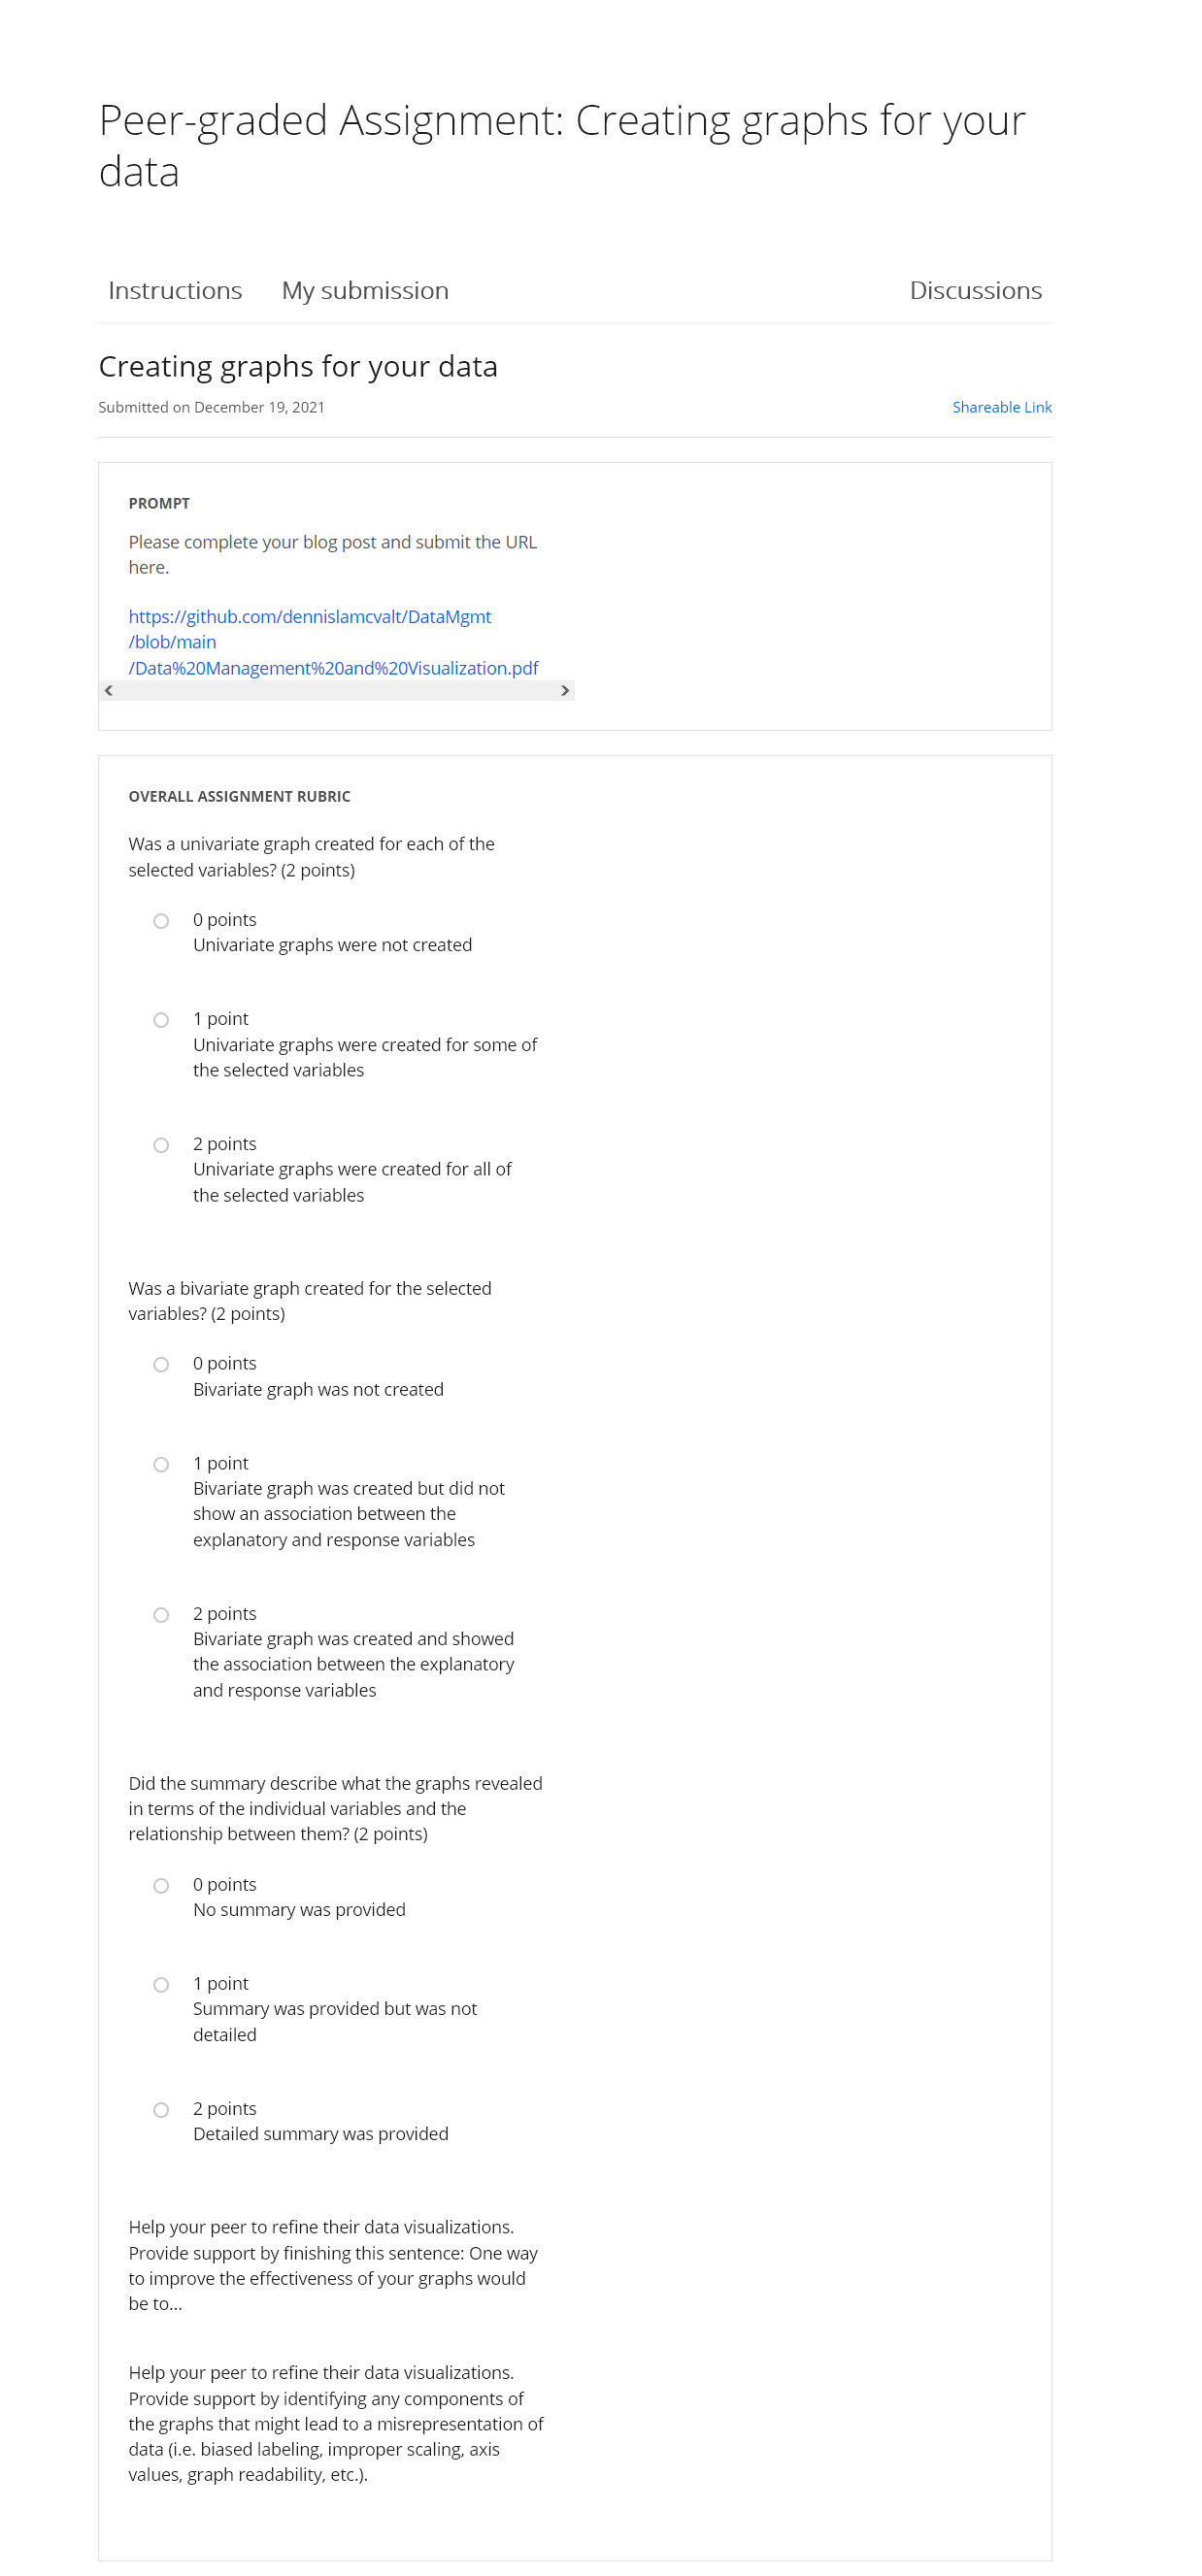 Peer-graded Assignment: Creating graphs for your
data
Instructions My submission Discussions
Creating graphs for your data
Submitted on December 19, 2021 Shareable Link
PROMPT
Please complete your blog post and submit the URL
here.
https://github.com/dennislamcvalt/DataMgmt
/blob/main
/Data%20Management%20and%20Visualization.pdf
OVERALL ASSIGNMENT RUBRIC
Was a univariate graph created for each of the
selected variables? (2 points)
0 points
Univariate graphs were not created
1 point
Univariate graphs were created for some of
the selected variables
2 points
Univariate graphs were created for all of
the selected variables
Was a bivariate graph created for the selected
variables? (2 points)
0 points
Bivariate graph was not created
1 point
Bivariate graph was created but did not
show an association between the
explanatory and response variables
2 points
Bivariate graph was created and showed
the association between the explanatory
and response variables
Did the summary describe what the graphs revealed
in terms of the individual variables and the
relationship between them? (2 points)
0 points
No summary was provided
1 point
Summary was provided but was not
detailed
2 points
Detailed summary was provided
Help your peer to refine their data visualizations.
Provide support by finishing this sentence: One way
to improve the effectiveness of your graphs would
be to...
Help your peer to refine their data visualizations.
Provide support by identifying any components of
the graphs that might lead to a misrepresentation of
data (i.e. biased labeling, improper scaling, axis
values, graph readability, etc.).